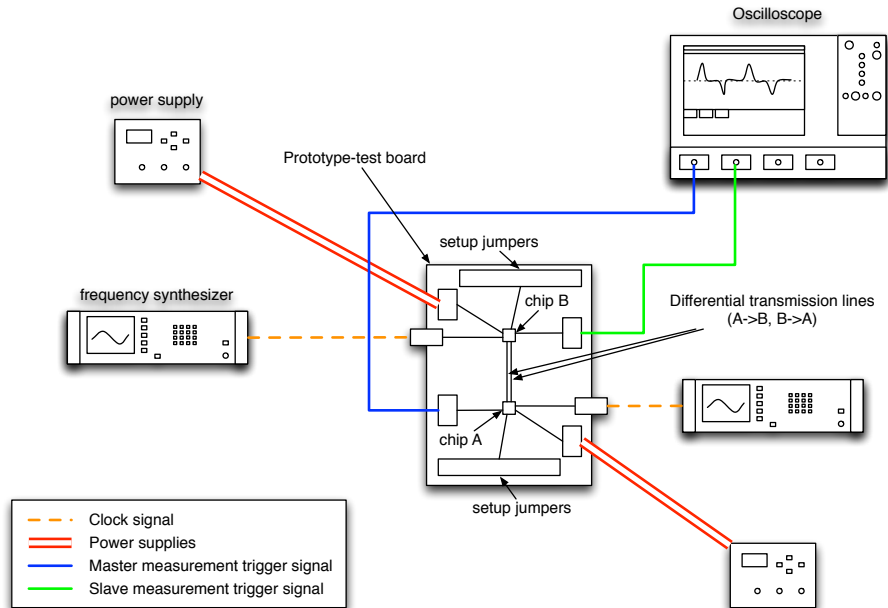 Oscilloscope
power supply
Prototype-test board
setup jumpers
frequency synthesizer
chip B
Differential transmission lines
(A->B, B->A)
chip A
setup jumpers
Clock signal
Power supplies
Master measurement trigger signal
Slave measurement trigger signal